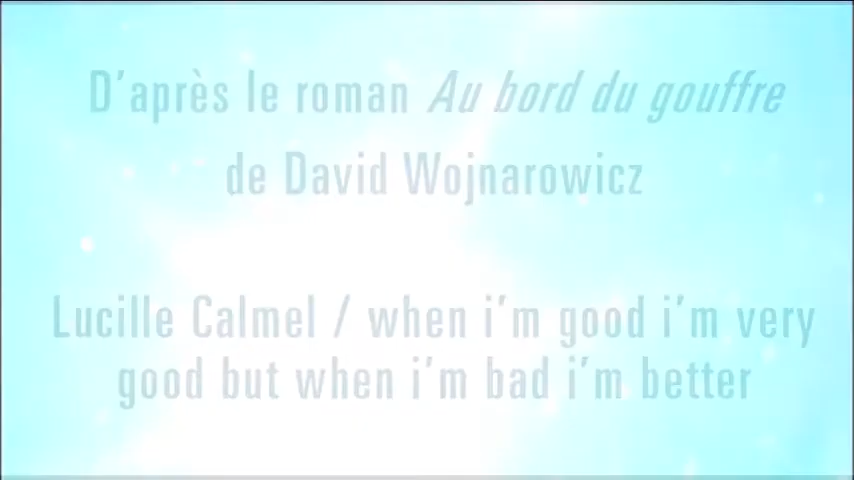 D'après le roman Au bord du gouffre
de David Wojnarowicz
Lucille Calmel / when i'm good i'm very
good but when i'm bad i'm better